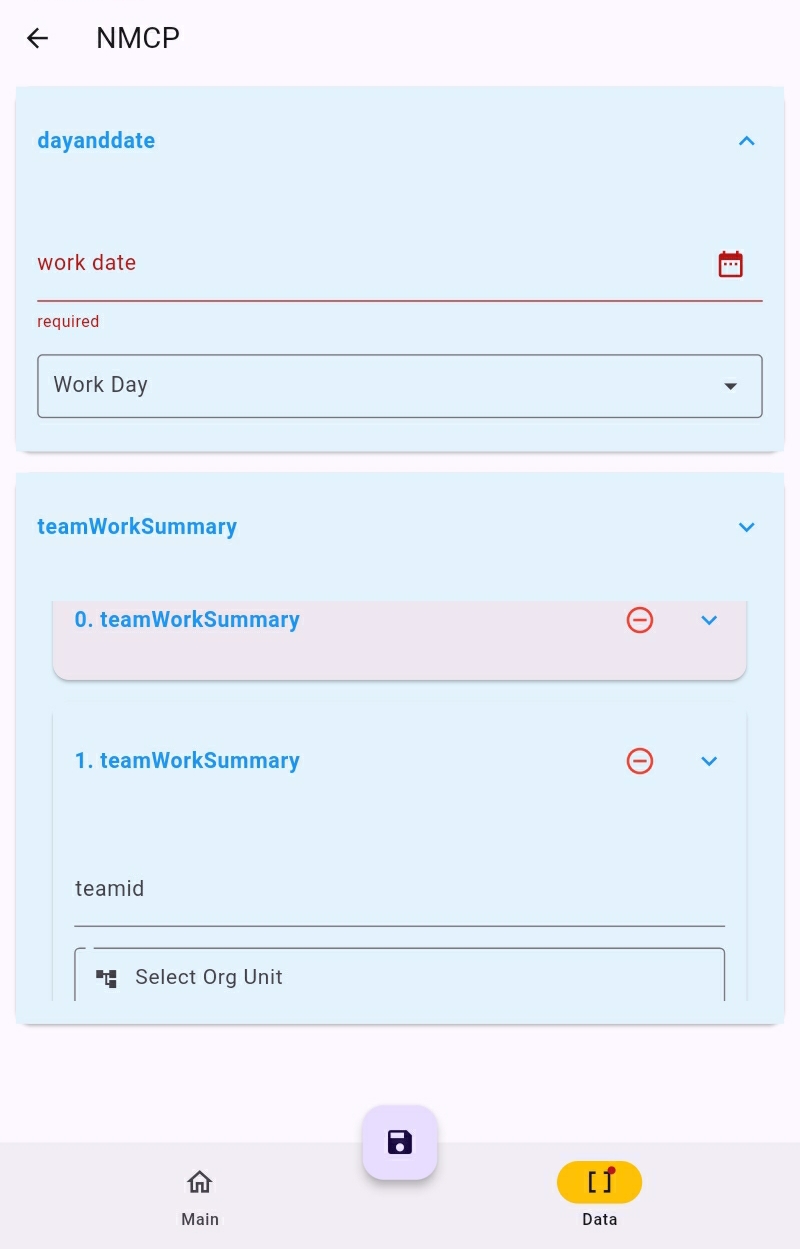 NMCP
dayanddate
work date
required
Work Day
teamWorkSummary
0. teamWorkSummary
1. teamWorkSummary
teamid
Select Org Unit
Main
Data